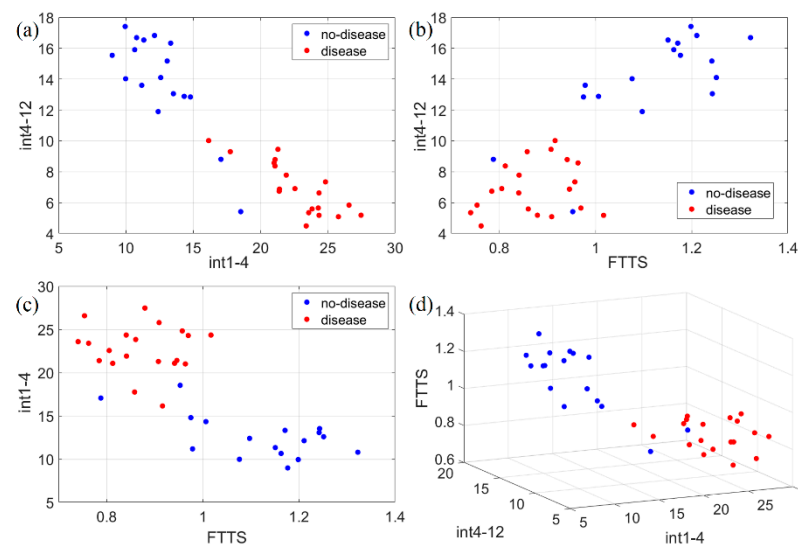 (a)
18
16
14
12
10
8
6
4
int4-12
no-disease
disease
5 10 15 20 25 30
int1-4
(b)
18
16
14
12
10
8
6
4
int4-12
no-disease
disease
0.8 1 1.2 1.4
FTTS
(c)
30
25
20
15
10
5
int1-4
no-disease
disease
0.8 1 1.2 1.4
FTTS
(d)
1.4
1.2
1
0.8
0.6
FTTS
20
15
10
5
int4-12
5 10 15 20 25
int1-4